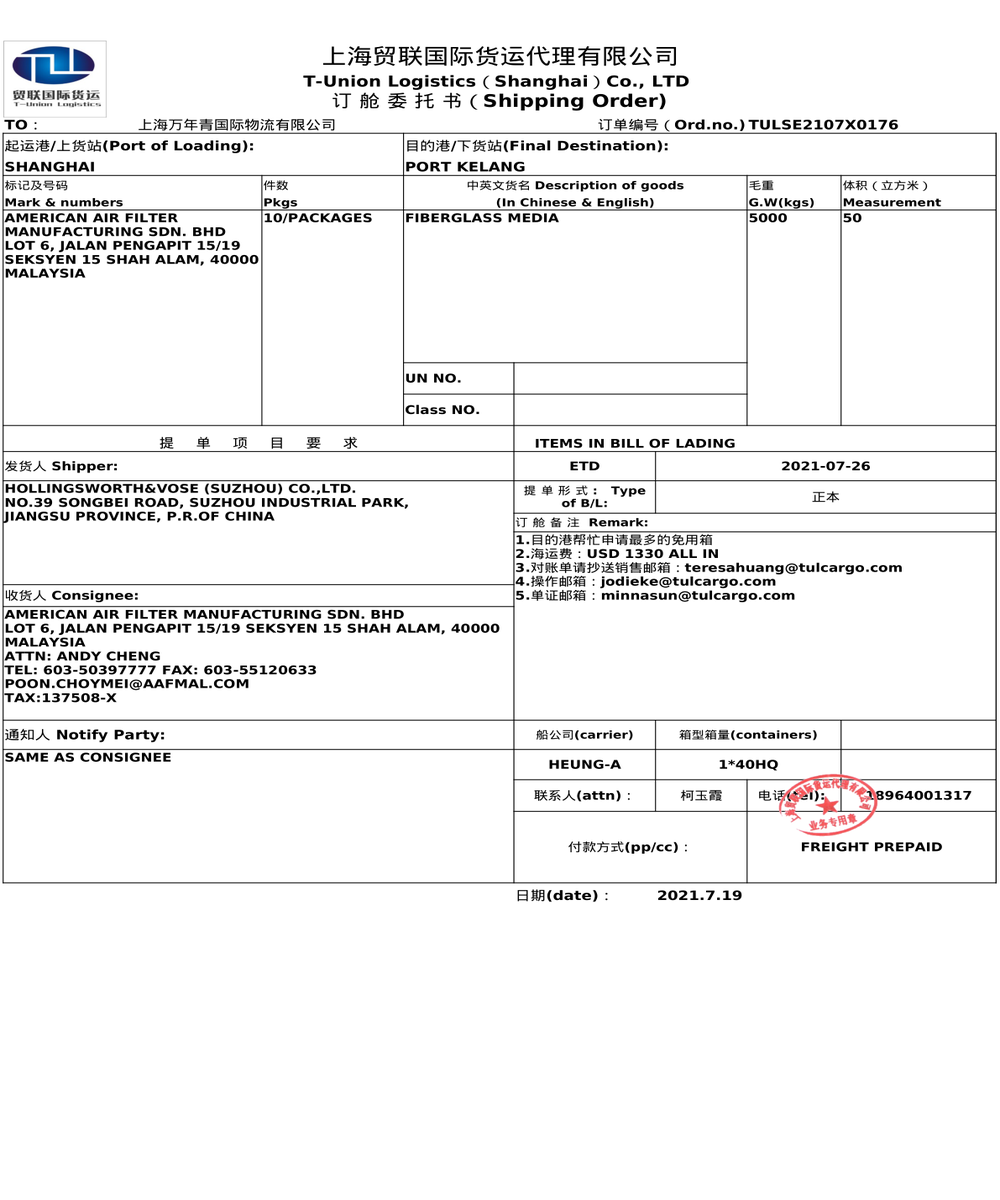 贸联国际货运
T-Union Logistics
上海贸联国际货运代理有限公司
T-Union Logistics（Shanghai）Co., LTD
订 舱 委 托 书（Shipping Order)
TO： 上海万年青国际物流有限公司 订单编号（Ord.no.) TULSE2107X0176
起运港/上货站(Port of Loading): 目的港/下货站(Final Destination):
SHANGHAI PORT KELANG
标记及号码 件数 中英文货名 Description of goods 毛重 体积（立方米）
Mark & numbers Pkgs (In Chinese & English) G.W(kgs) Measurement
AMERICAN AIR FILTER 10/PACKAGES FIBERGLASS MEDIA 5000 50
MANUFACTURING SDN. BHD
LOT 6, JALAN PENGAPIT 15/19
SEKSYEN 15 SHAH ALAM, 40000
MALAYSIA
UN NO.
Class NO.
提 单 项 目 要 求 ITEMS IN BILL OF LADING
发货人 Shipper: ETD 2021-07-26
HOLLINGSWORTH&VOSE (SUZHOU) CO.,LTD.
NO.39 SONGBEI ROAD, SUZHOU INDUSTRIAL PARK,
JIANGSU PROVINCE, P.R.OF CHINA
提 单 形 式： Type
of B/L:
正本
订 舱 备 注 Remark:
1.目的港帮忙申请最多的免用箱
2.海运费：USD 1330 ALL IN
3.对账单请抄送销售邮箱：teresahuang@tulcargo.com
4.操作邮箱：jodieke@tulcargo.com
5.单证邮箱：minnasun@tulcargo.com
收货人 Consignee:
AMERICAN AIR FILTER MANUFACTURING SDN. BHD
LOT 6, JALAN PENGAPIT 15/19 SEKSYEN 15 SHAH ALAM, 40000
MALAYSIA
ATTN: ANDY CHENG
TEL: 603-50397777 FAX: 603-55120633
POON.CHOYMEI@AAFMAL.COM
TAX:137508-X
通知人 Notify Party: 船公司(carrier) 箱型箱量(containers)
SAME AS CONSIGNEE
HEUNG-A 1*40HQ
联系人(attn)： 柯玉霞 电话(tel): 18964001317
上海贸联国际货运代理有限公司
业务专用章
付款方式(pp/cc)： FREIGHT PREPAID
日期(date)： 2021.7.19